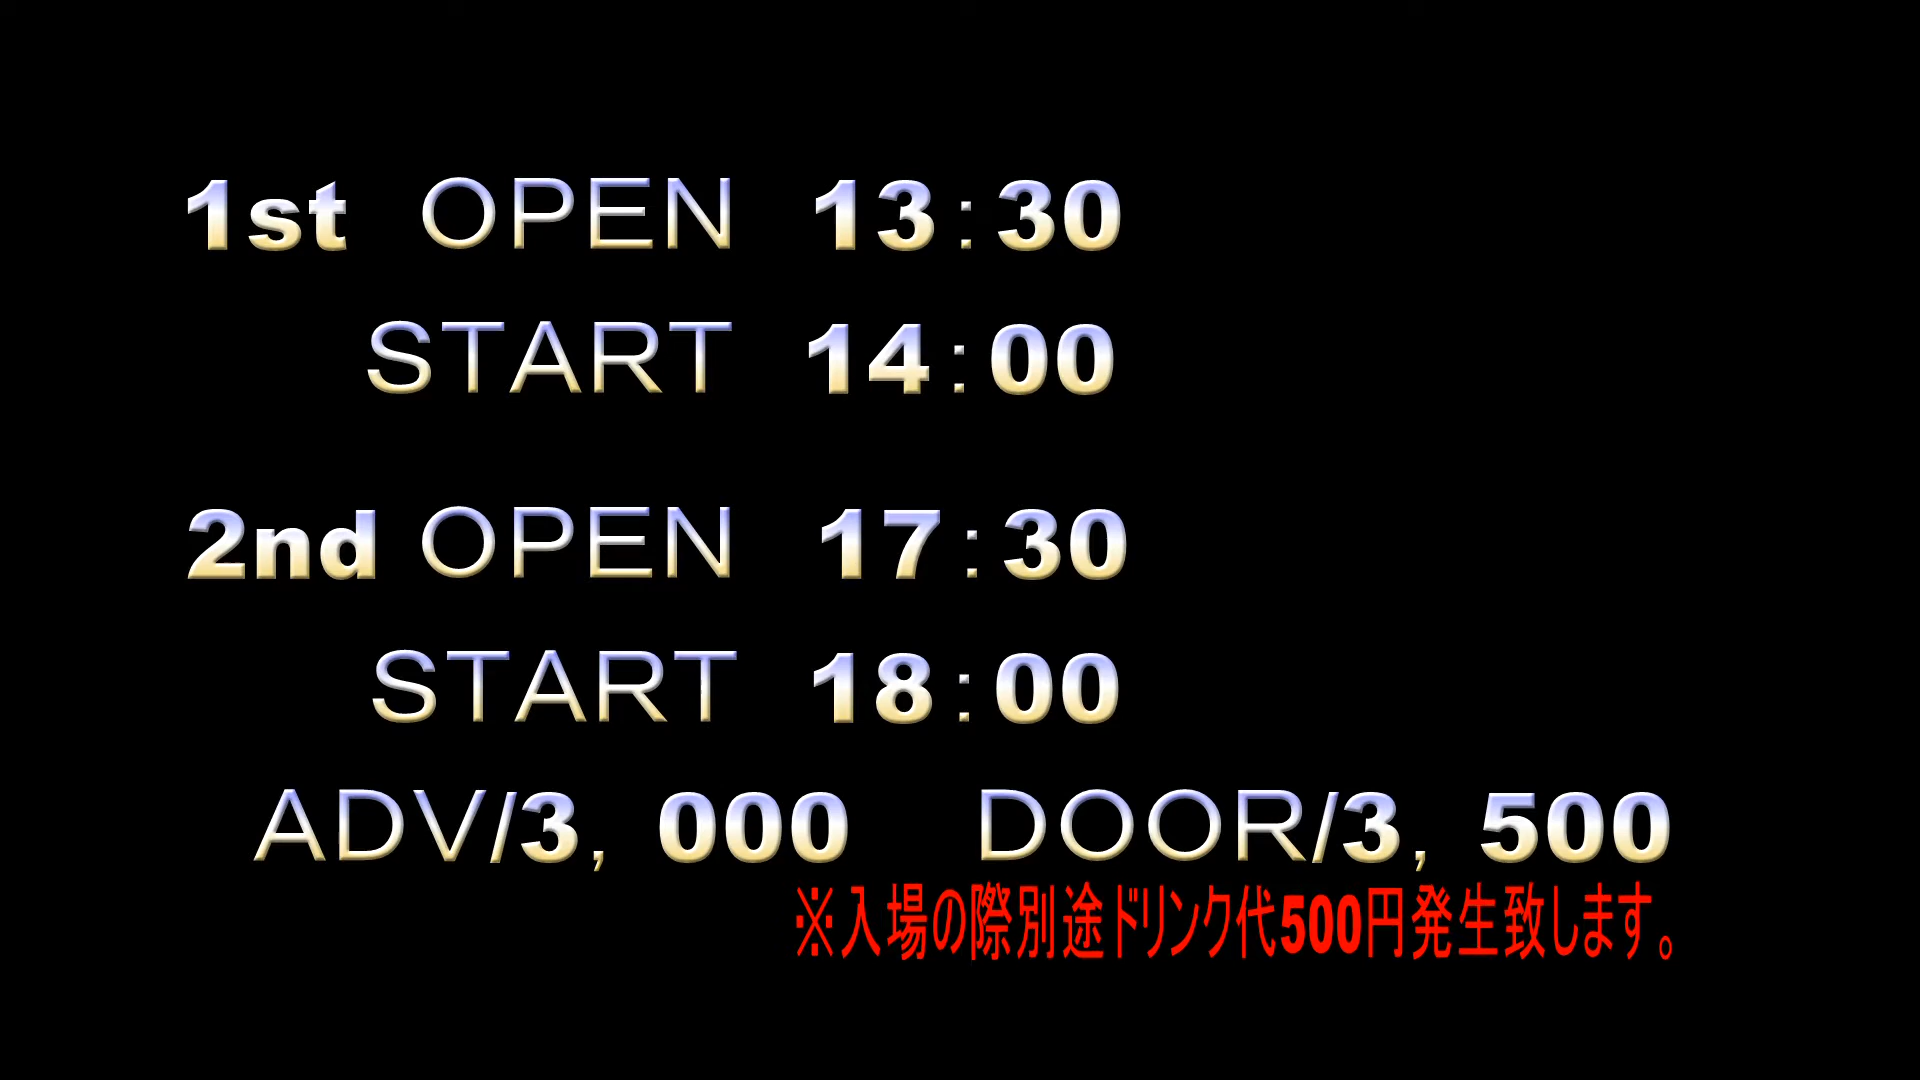 1st OPEN 13:30
START 14:00
2nd OPEN 17:30
START 18:00
ADV/3, 000 DOOR/3, 500
※入場の際別途ドリンク代500円発生致します。